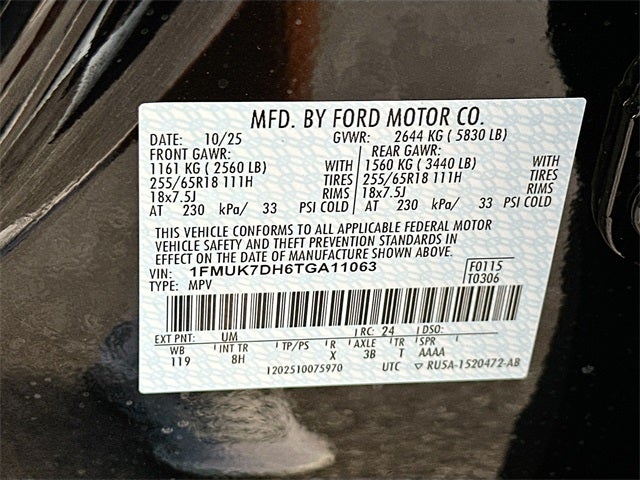 MFD. BY FORD MOTOR CO.
DATE: 10/25 GVWR: 2644 KG ( 5830 LB)
FRONT GAWR: REAR GAWR:
1161 KG ( 2560 LB) WITH 1560 KG ( 3440 LB) WITH
255/65R18 111H TIRES 255/65R18 111H TIRES
18x7.5J RIMS 18x7.5J RIMS
AT 230 kPa/ 33 PSI COLD AT 230 kPa/ 33 PSI COLD
THIS VEHICLE CONFORMS TO ALL APPLICABLE FEDERAL MOTOR
VEHICLE SAFETY AND THEFT PREVENTION STANDARDS IN
EFFECT ON THE DATE OF MANUFACTURE SHOWN ABOVE.
VIN: 1FMUK7DH6TGA11063 F0115
TYPE: MPV T0306
EXT PNT: UM RC: 24 DSO:
WB INT TR TP/PS R AXLE TR SPR
119 8H X 3B T AAAA
1202510075970 UTC ▽ RU5A-1520472-AB